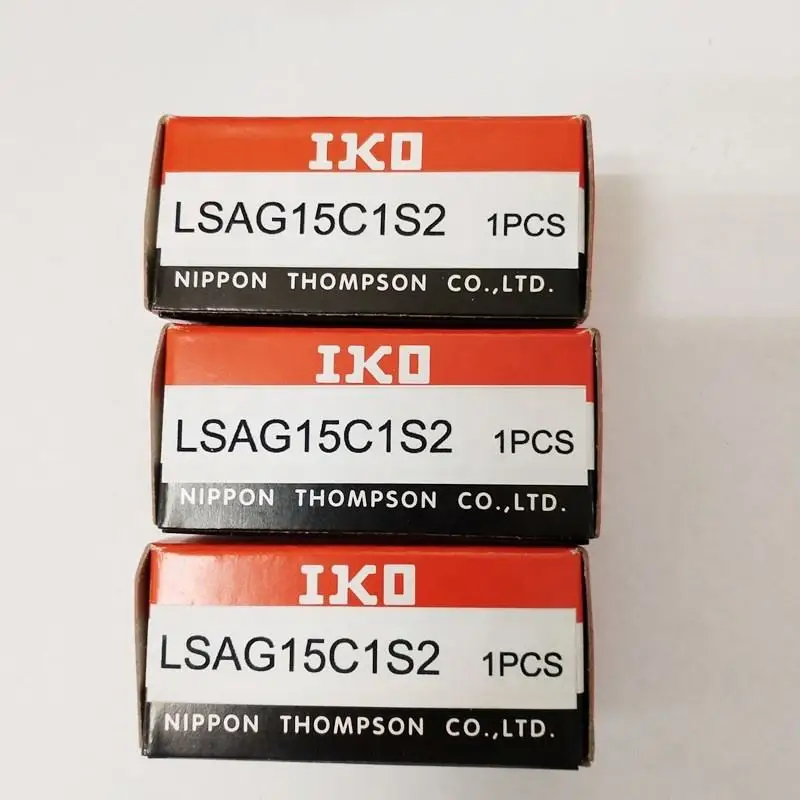 IKO
LSAG15C1S2 1PCS
NIPPON THOMPSON CO.,LTD.
IKO
LSAG15C1S2 1PCS
NIPPON THOMPSON CO.,LTD.
IKO
LSAG15C1S2 1PCS
NIPPON THOMPSON CO.,LTD.